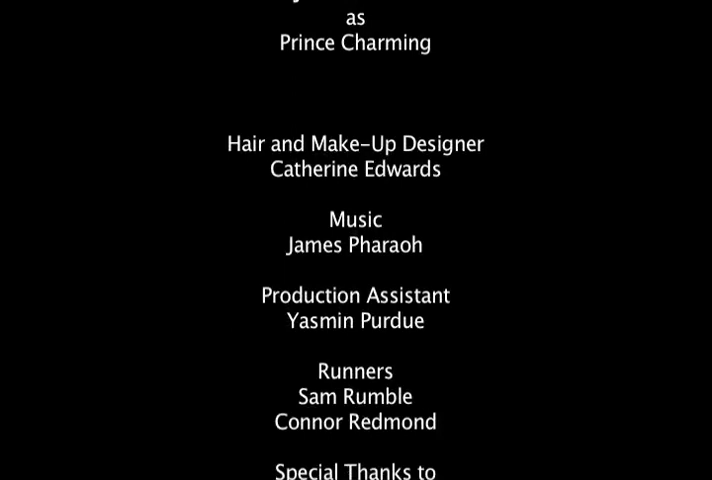 as
Prince Charming
Hair and Make-Up Designer
Catherine Edwards
Music
James Pharaoh
Production Assistant
Yasmin Purdue
Runners
Sam Rumble
Connor Redmond
Special Thanks to